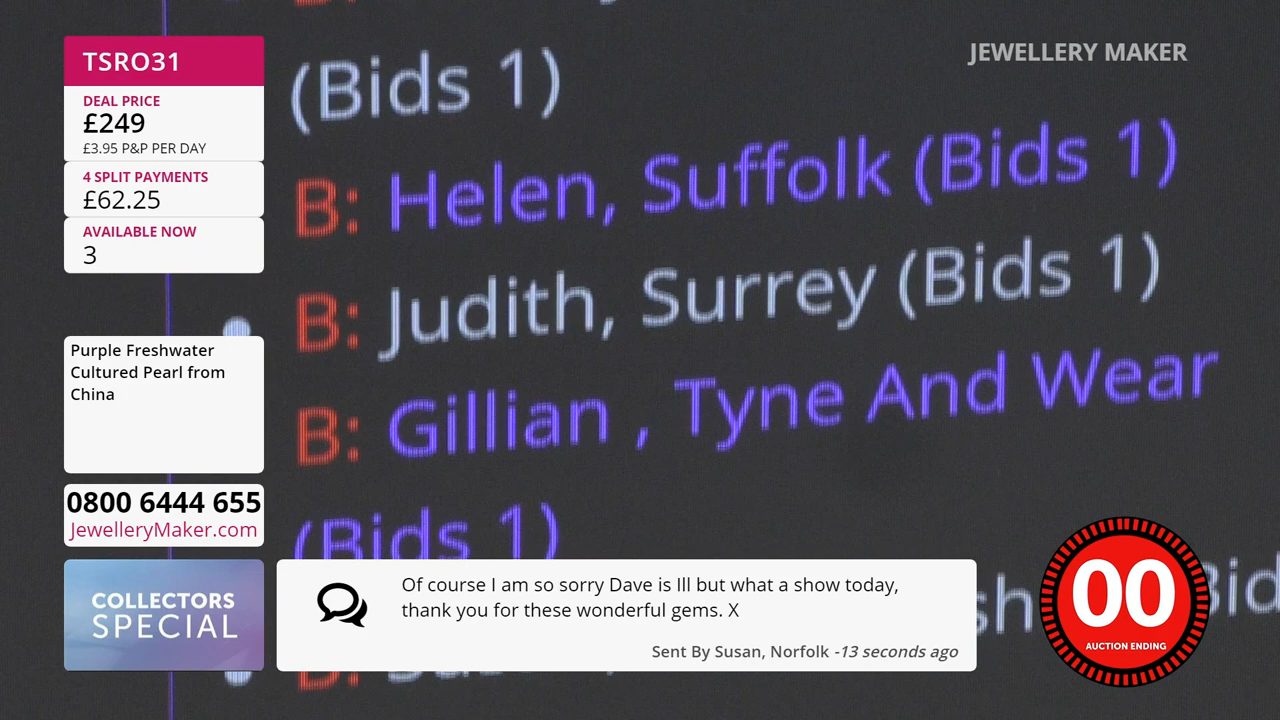 TSRO31
DEAL PRICE
£249
£3.95 P&P PER DAY
4 SPLIT PAYMENTS
£62.25
AVAILABLE NOW
3
Purple Freshwater
Cultured Pearl from
China
0800 6444 655
JewelleryMaker.com
COLLECTORS
SPECIAL
JEWELLERY MAKER
(Bids 1)
B: Helen, Suffolk (Bids 1)
B: Judith, Surrey (Bids 1)
B: Gillian , Tyne And Wear
(Bids 1)
B:
Of course I am so sorry Dave is Ill but what a show today,
thank you for these wonderful gems. X
Sent By Susan, Norfolk -13 seconds ago
00
AUCTION ENDING